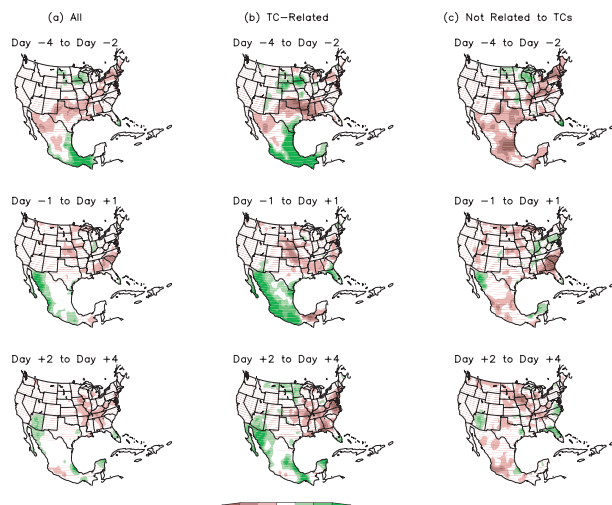 (a) All (b) TC-Related (c) Not Related to TCs
Day -4 to Day -2 Day -4 to Day -2 Day -4 to Day -2
Day -1 to Day +1 Day -1 to Day +1 Day -1 to Day +1
Day +2 to Day +4 Day +2 to Day +4 Day +2 to Day +4